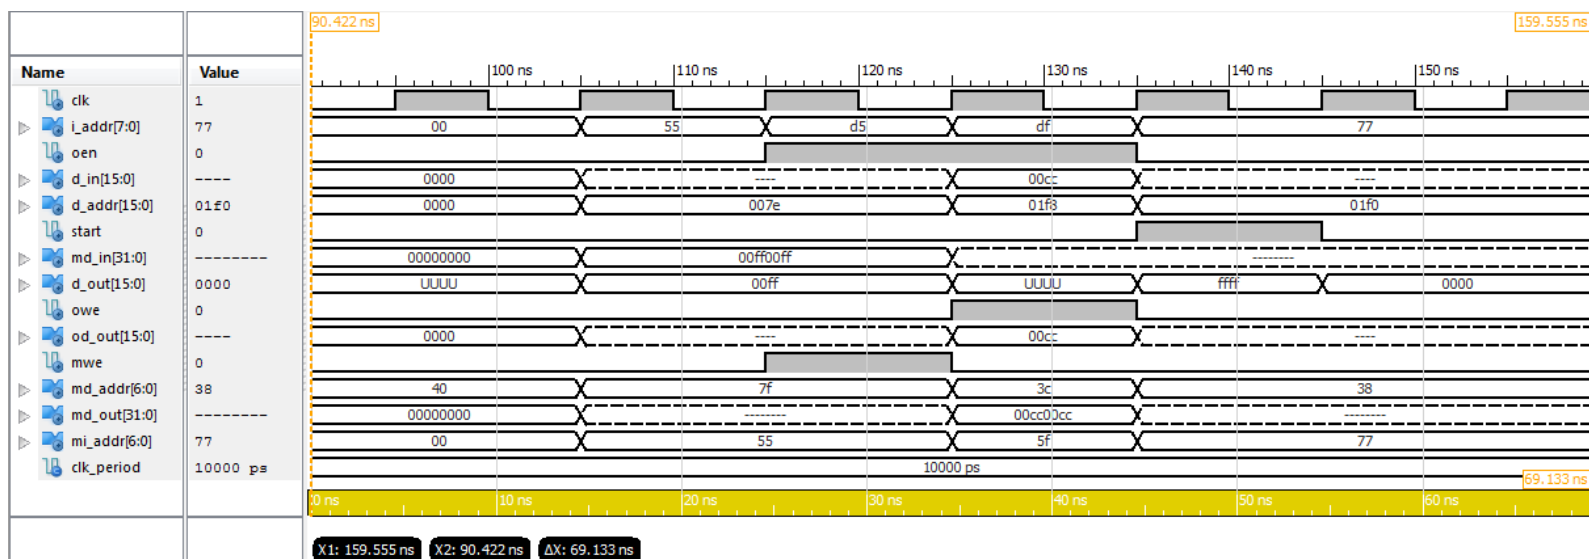 90.422 ns 159.555 ns
Name Value
100 ns 110 ns 120 ns 130 ns 140 ns 150 ns
clk 1
i_addr[7:0] 77 00 55 d5 df 77
oen 0
d_in[15:0] ---- 0000 ---- 00cc ----
d_addr[15:0] 01f0 0000 007e 01f8 01f0
start 0
md_in[31:0] -------- 00000000 00ff00ff --------
d_out[15:0] 0000 UUUU 00ff UUUU ffff 0000
owe 0
od_out[15:0] ---- 0000 ---- 00cc ----
mwe 0
md_addr[6:0] 38 40 7f 3c 38
md_out[31:0] -------- 00000000 -------- 00cc00cc --------
mi_addr[6:0] 77 00 55 5f 77
clk_period 10000 ps 10000 ps
69.133 ns
0 ns 10 ns 20 ns 30 ns 40 ns 50 ns 60 ns
X1: 159.555 ns X2: 90.422 ns ΔX: 69.133 ns